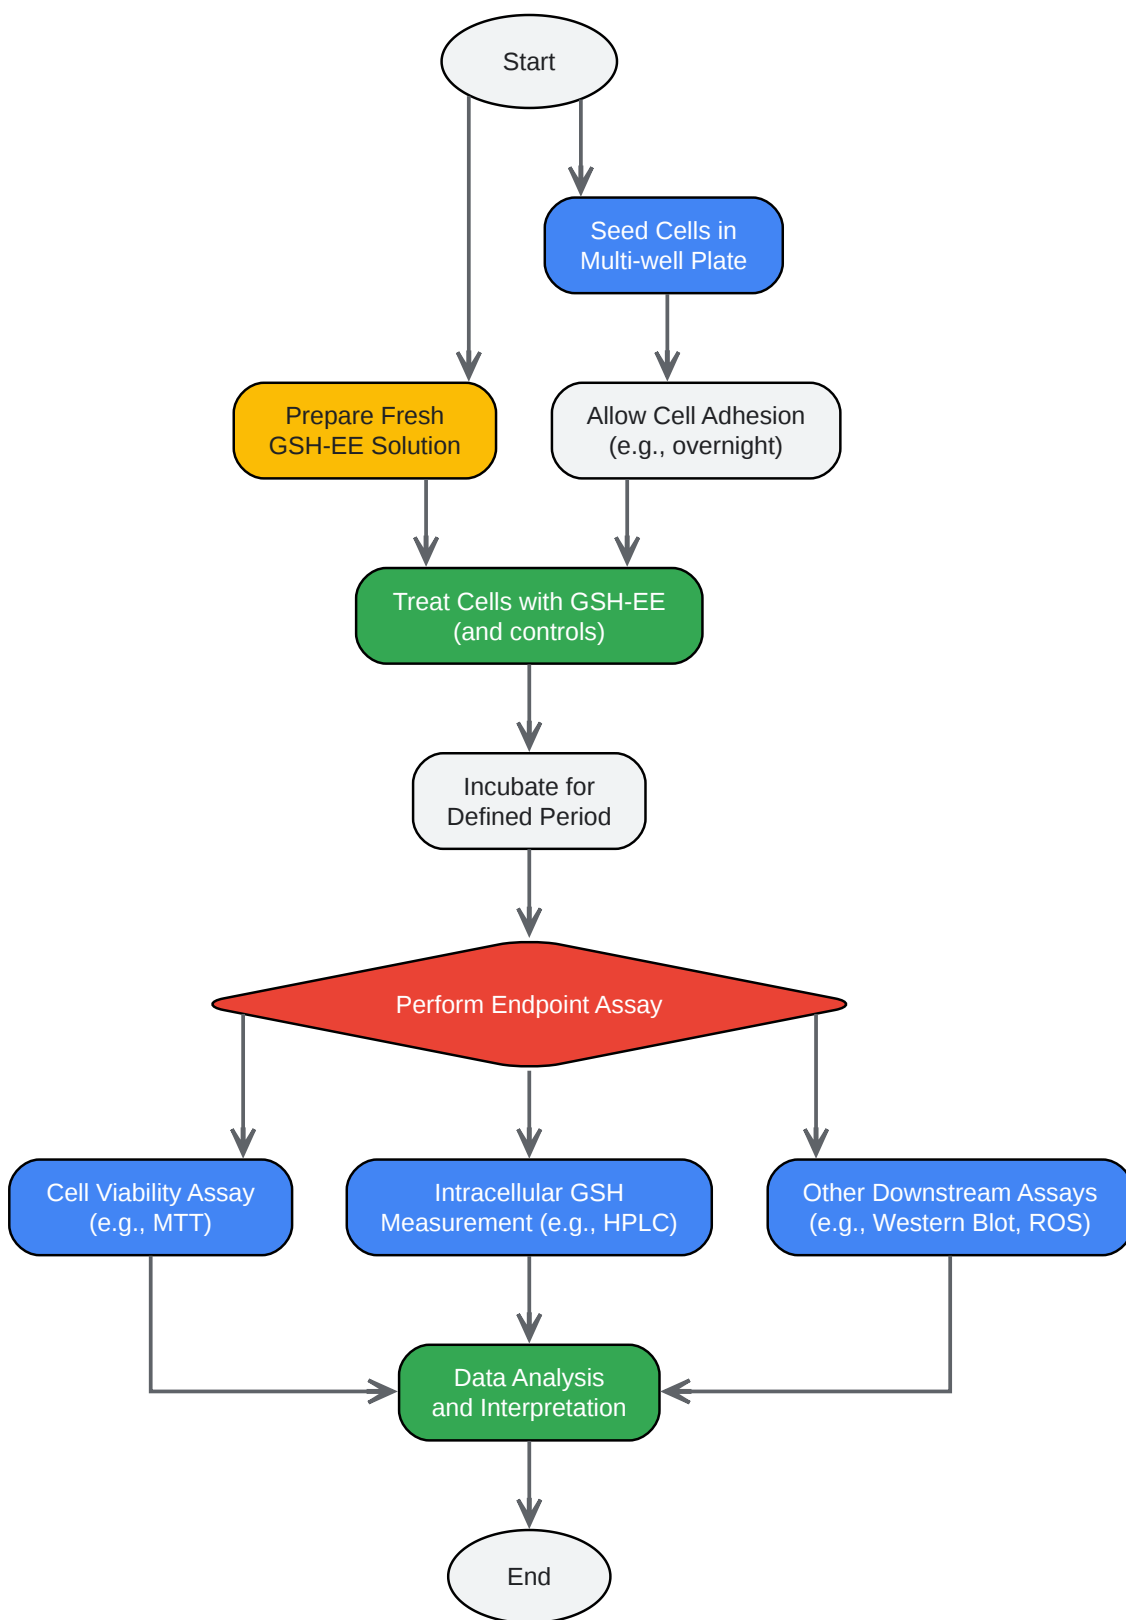 Start
Seed Cells in
Multi-well Plate
Prepare Fresh
GSH-EE Solution
Allow Cell Adhesion
(e.g., overnight)
Treat Cells with GSH-EE
(and controls)
Incubate for
Defined Period
Perform Endpoint Assay
Cell Viability Assay
(e.g., MTT)
Intracellular GSH
Measurement (e.g., HPLC)
Other Downstream Assays
(e.g., Western Blot, ROS)
Data Analysis
and Interpretation
End